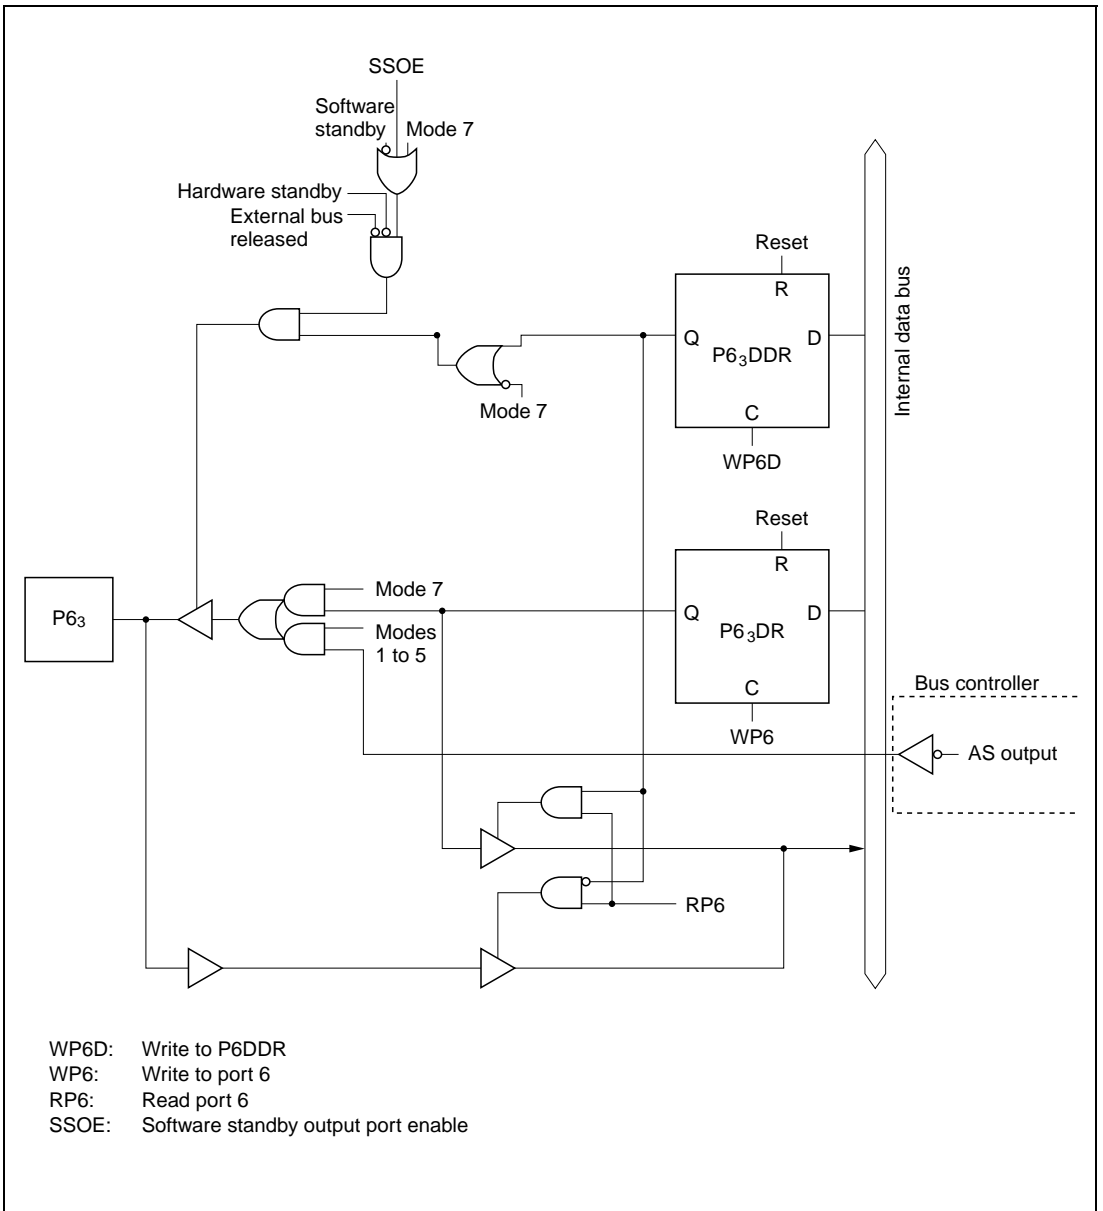 SSOE
Software
standby
Mode 7
Hardware standby
External bus
released
Reset
R
Q
D
P6₃DDR
C
Mode 7
WP6D
Internal data bus
Reset
R
P6₃
Mode 7
Q
D
P6₃DR
Modes
1 to 5
C
WP6
Bus controller
AS output
RP6
WP6D: Write to P6DDR
WP6: Write to port 6
RP6: Read port 6
SSOE: Software standby output port enable